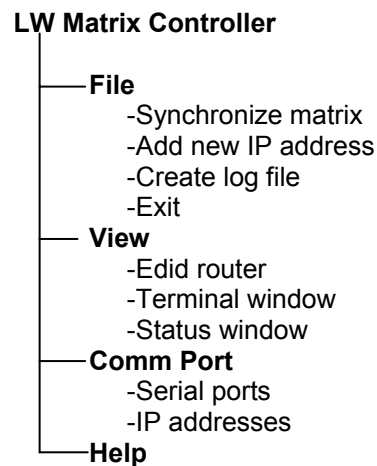 LW Matrix Controller
File
-Synchronize matrix
-Add new IP address
-Create log file
-Exit
View
-Edid router
-Terminal window
-Status window
Comm Port
-Serial ports
-IP addresses
Help